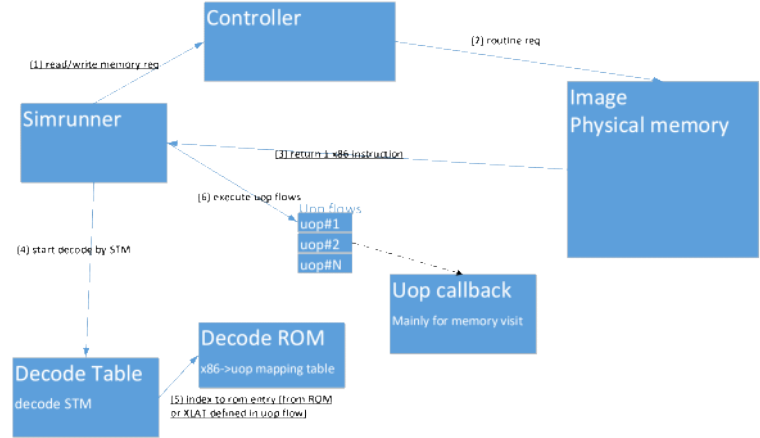 Controller
(2) routine req
(1) read/write memory req
Image
Physical memory
Simrunner
(3) return 1 x86 instruction
(6) execute uop flows
Uop flows
uop#1
uop#2
uop#N
(4) start decode by STM
Uop callback
Mainly for memory visit
Decode ROM
x86->uop mapping table
Decode Table
decode STM
(5) index to rom entry (from ROM
or XLAT defined in uop flow)